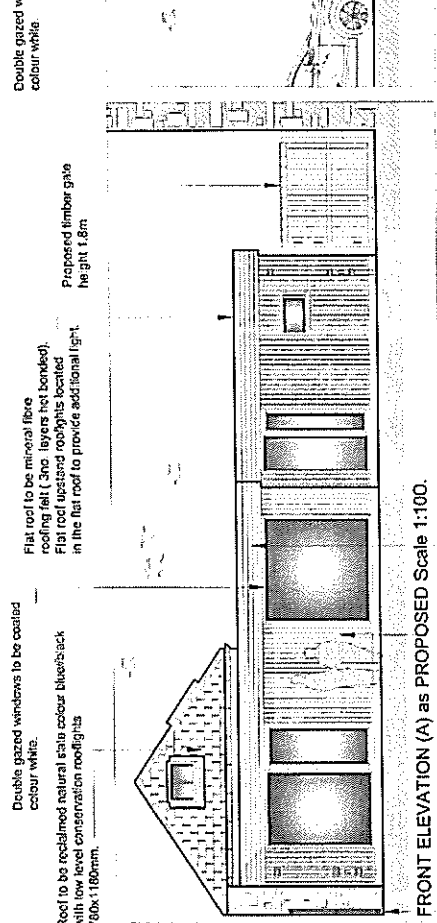 Double gazed windows to be coated
colour white.
Roof to be reclaimed natural slate colour blue/black
with low level conservation rooflights
780x1180mm.
Flat roof to be mineral fibre
roofing felt ( 3no. layers hot bonded).
Flat roof upstand rooflights located
in the flat roof to provide additional light.
Proposed timber gate
height 1.8m
Double gazed
colour white.
FRONT ELEVATION (A) as PROPOSED Scale 1:100.